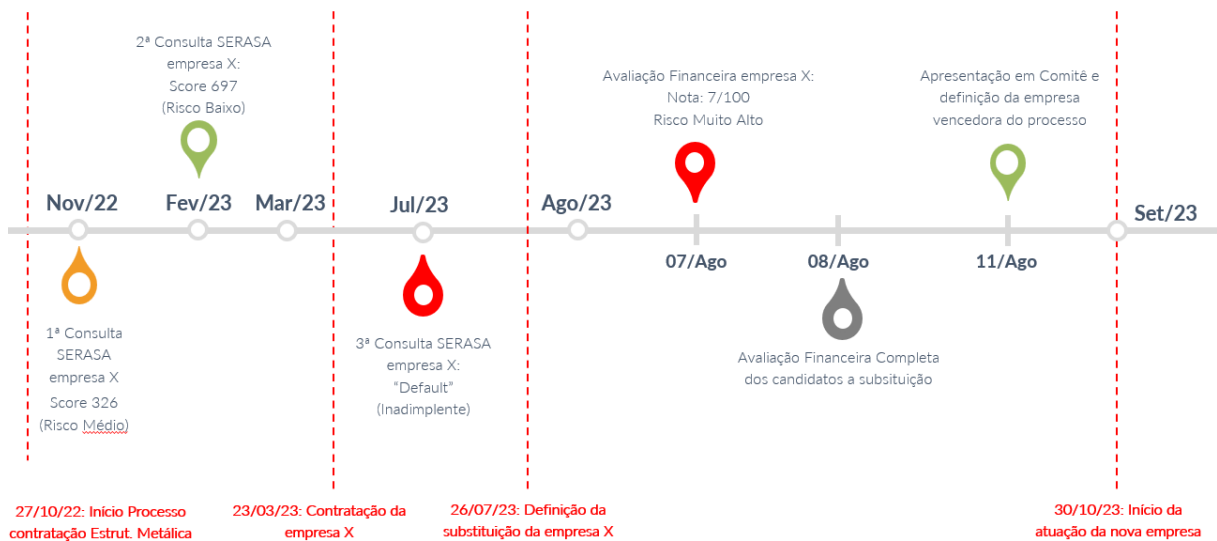 2ª Consulta SERASA
empresa X:
Score 697
(Risco Baixo)
Avaliação Financeira empresa X:
Nota: 7/100
Risco Muito Alto
Apresentação em Comitê e
definição da empresa
vencedora do processo
Nov/22
Fev/23
Mar/23
Jul/23
Ago/23
Set/23
07/Ago
08/Ago
11/Ago
1ª Consulta
SERASA
empresa X
Score 326
(Risco Médio)
3ª Consulta SERASA
empresa X:
“Default”
(Inadimplente)
Avaliação Financeira Completa
dos candidatos a subsituição
27/10/22: Início Processo
contratação Estrut. Metálica
23/03/23: Contratação da
empresa X
26/07/23: Definição da
substituição da empresa X
30/10/23: Início da
atuação da nova empresa